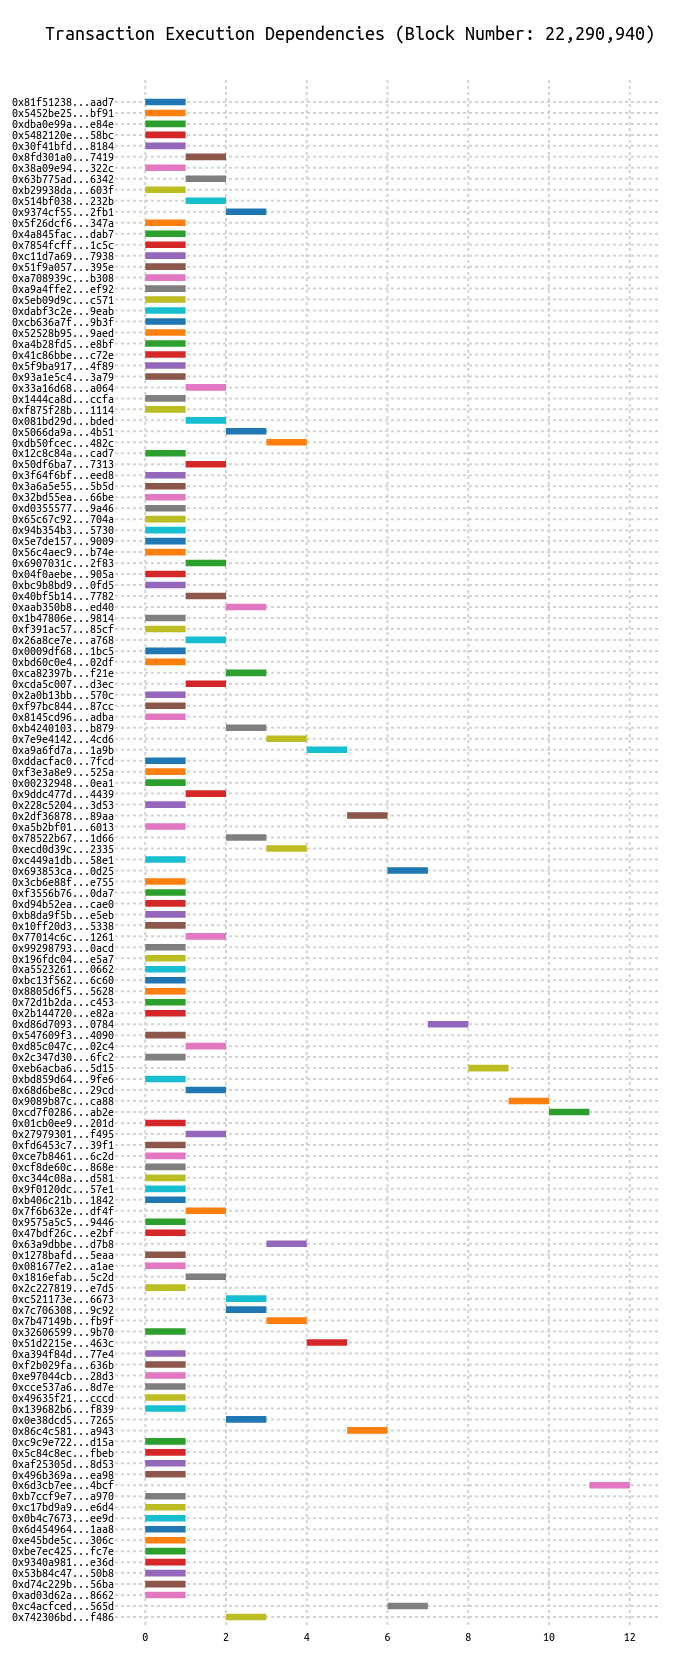 Transaction Execution Dependencies (Block Number: 22,290,940)
0x81f51238...aad7
0x5452be25...bf91
0xdba0e99a...e84e
0x5482120e...58bc
0x30f41bfd...8184
0x8fd301a0...7419
0x38a09e94...322c
0x63b775ad...6342
0xb29938da...603f
0x514bf038...232b
0x9374cf55...2fb1
0x5f26dcf6...347a
0x4a845fac...dab7
0x7854fcff...1c5c
0xc11d7a69...7938
0x51f9a057...395e
0xa708939c...b308
0xa9a4ffe2...ef92
0x5eb09d9c...c571
0xdabf3c2e...9eab
0xcb636a7f...9b3f
0x52528b95...9aed
0xa4b28fd5...e8bf
0x41c86bbe...c72e
0x5f9ba917...4f89
0x93a1e5c4...3a79
0x33a16d68...a064
0x1444ca8d...ccfa
0xf875f28b...1114
0x081bd29d...bded
0x5066da9a...4b51
0xdb50fcec...482c
0x12c8c84a...cad7
0x50df6ba7...7313
0x3f64f6bf...eed8
0x3a6a5e55...5b5d
0x32bd55ea...66be
0xd0355577...9a46
0x65c67c92...704a
0x94b354b3...5730
0x5e7de157...9009
0x56c4aec9...b74e
0x6907031c...2f83
0x04f0aebe...905a
0xbc9b8bd9...0fd5
0x40bf5b14...7782
0xaab350b8...ed40
0x1b47806e...9814
0xf391ac57...85cf
0x26a8ce7e...a768
0x0009df68...1bc5
0xbd60c0e4...02df
0xca82397b...f21e
0xcda5c007...d3ec
0x2a0b13bb...570c
0xf97bc844...87cc
0x8145cd96...adba
0xb4240103...b879
0x7e9e4142...4cd6
0xa9a6fd7a...1a9b
0xddacfac0...7fcd
0xf3e3a8e9...525a
0x00232948...0ea1
0x9ddc477d...4439
0x228c5204...3d53
0x2df36878...89aa
0xa5b2bf01...6013
0x78522b67...1d66
0xecd0d39c...2335
0xc449a1db...58e1
0x693853ca...0d25
0x3cb6e88f...e755
0xf3556b76...0da7
0xd94b52ea...cae0
0xb8da9f5b...e5eb
0x10ff20d3...5338
0x77014c6c...1261
0x99298793...0acd
0x196fdc04...e5a7
0xa5523261...0662
0xbc13f562...6c60
0x8805d6f5...5628
0x72d1b2da...c453
0x2b144720...e82a
0xd86d7093...0784
0x547609f3...4090
0xd85c047c...02c4
0x2c347d30...6fc2
0xeb6acba6...5d15
0xbd859d64...9fe6
0x68d6be8c...29cd
0x9089b87c...ca88
0xcd7f0286...ab2e
0x01cb0ee9...201d
0x27979301...f495
0xfd6453c7...39f1
0xce7b8461...6c2d
0xcf8de60c...868e
0xc344c08a...d581
0x9f0120dc...57e1
0xb406c21b...1842
0x7f6b632e...df4f
0x9575a5c5...9446
0x47bdf26c...e2bf
0x63a9dbbe...d7b8
0x1278bafd...5eaa
0x081677e2...a1ae
0x1816efab...5c2d
0x2c227819...e7d5
0xc521173e...6673
0x7c706308...9c92
0x7b47149b...fb9f
0x32606599...9b70
0x51d2215e...463c
0xa394f84d...77e4
0xf2b029fa...636b
0xe97044cb...28d3
0xcce537a6...8d7e
0x49635f21...cccd
0x139682b6...f839
0x0e38dcd5...7265
0x86c4c581...a943
0xc9c9e722...d15a
0x5c84c8ec...fbeb
0xaf25305d...8d53
0x496b369a...ea98
0x6d3cb7ee...4bcf
0xb7ccf9e7...a970
0xc17bd9a9...e6d4
0x0b4c7673...ee9d
0x6d454964...1aa8
0xe45bde5c...306c
0xbe7ec425...fc7e
0x9340a981...e36d
0x53b84c47...50b8
0xd74c229b...56ba
0xad03d62a...8662
0xc4acfced...565d
0x742306bd...f486
0 2 4 6 8 10 12